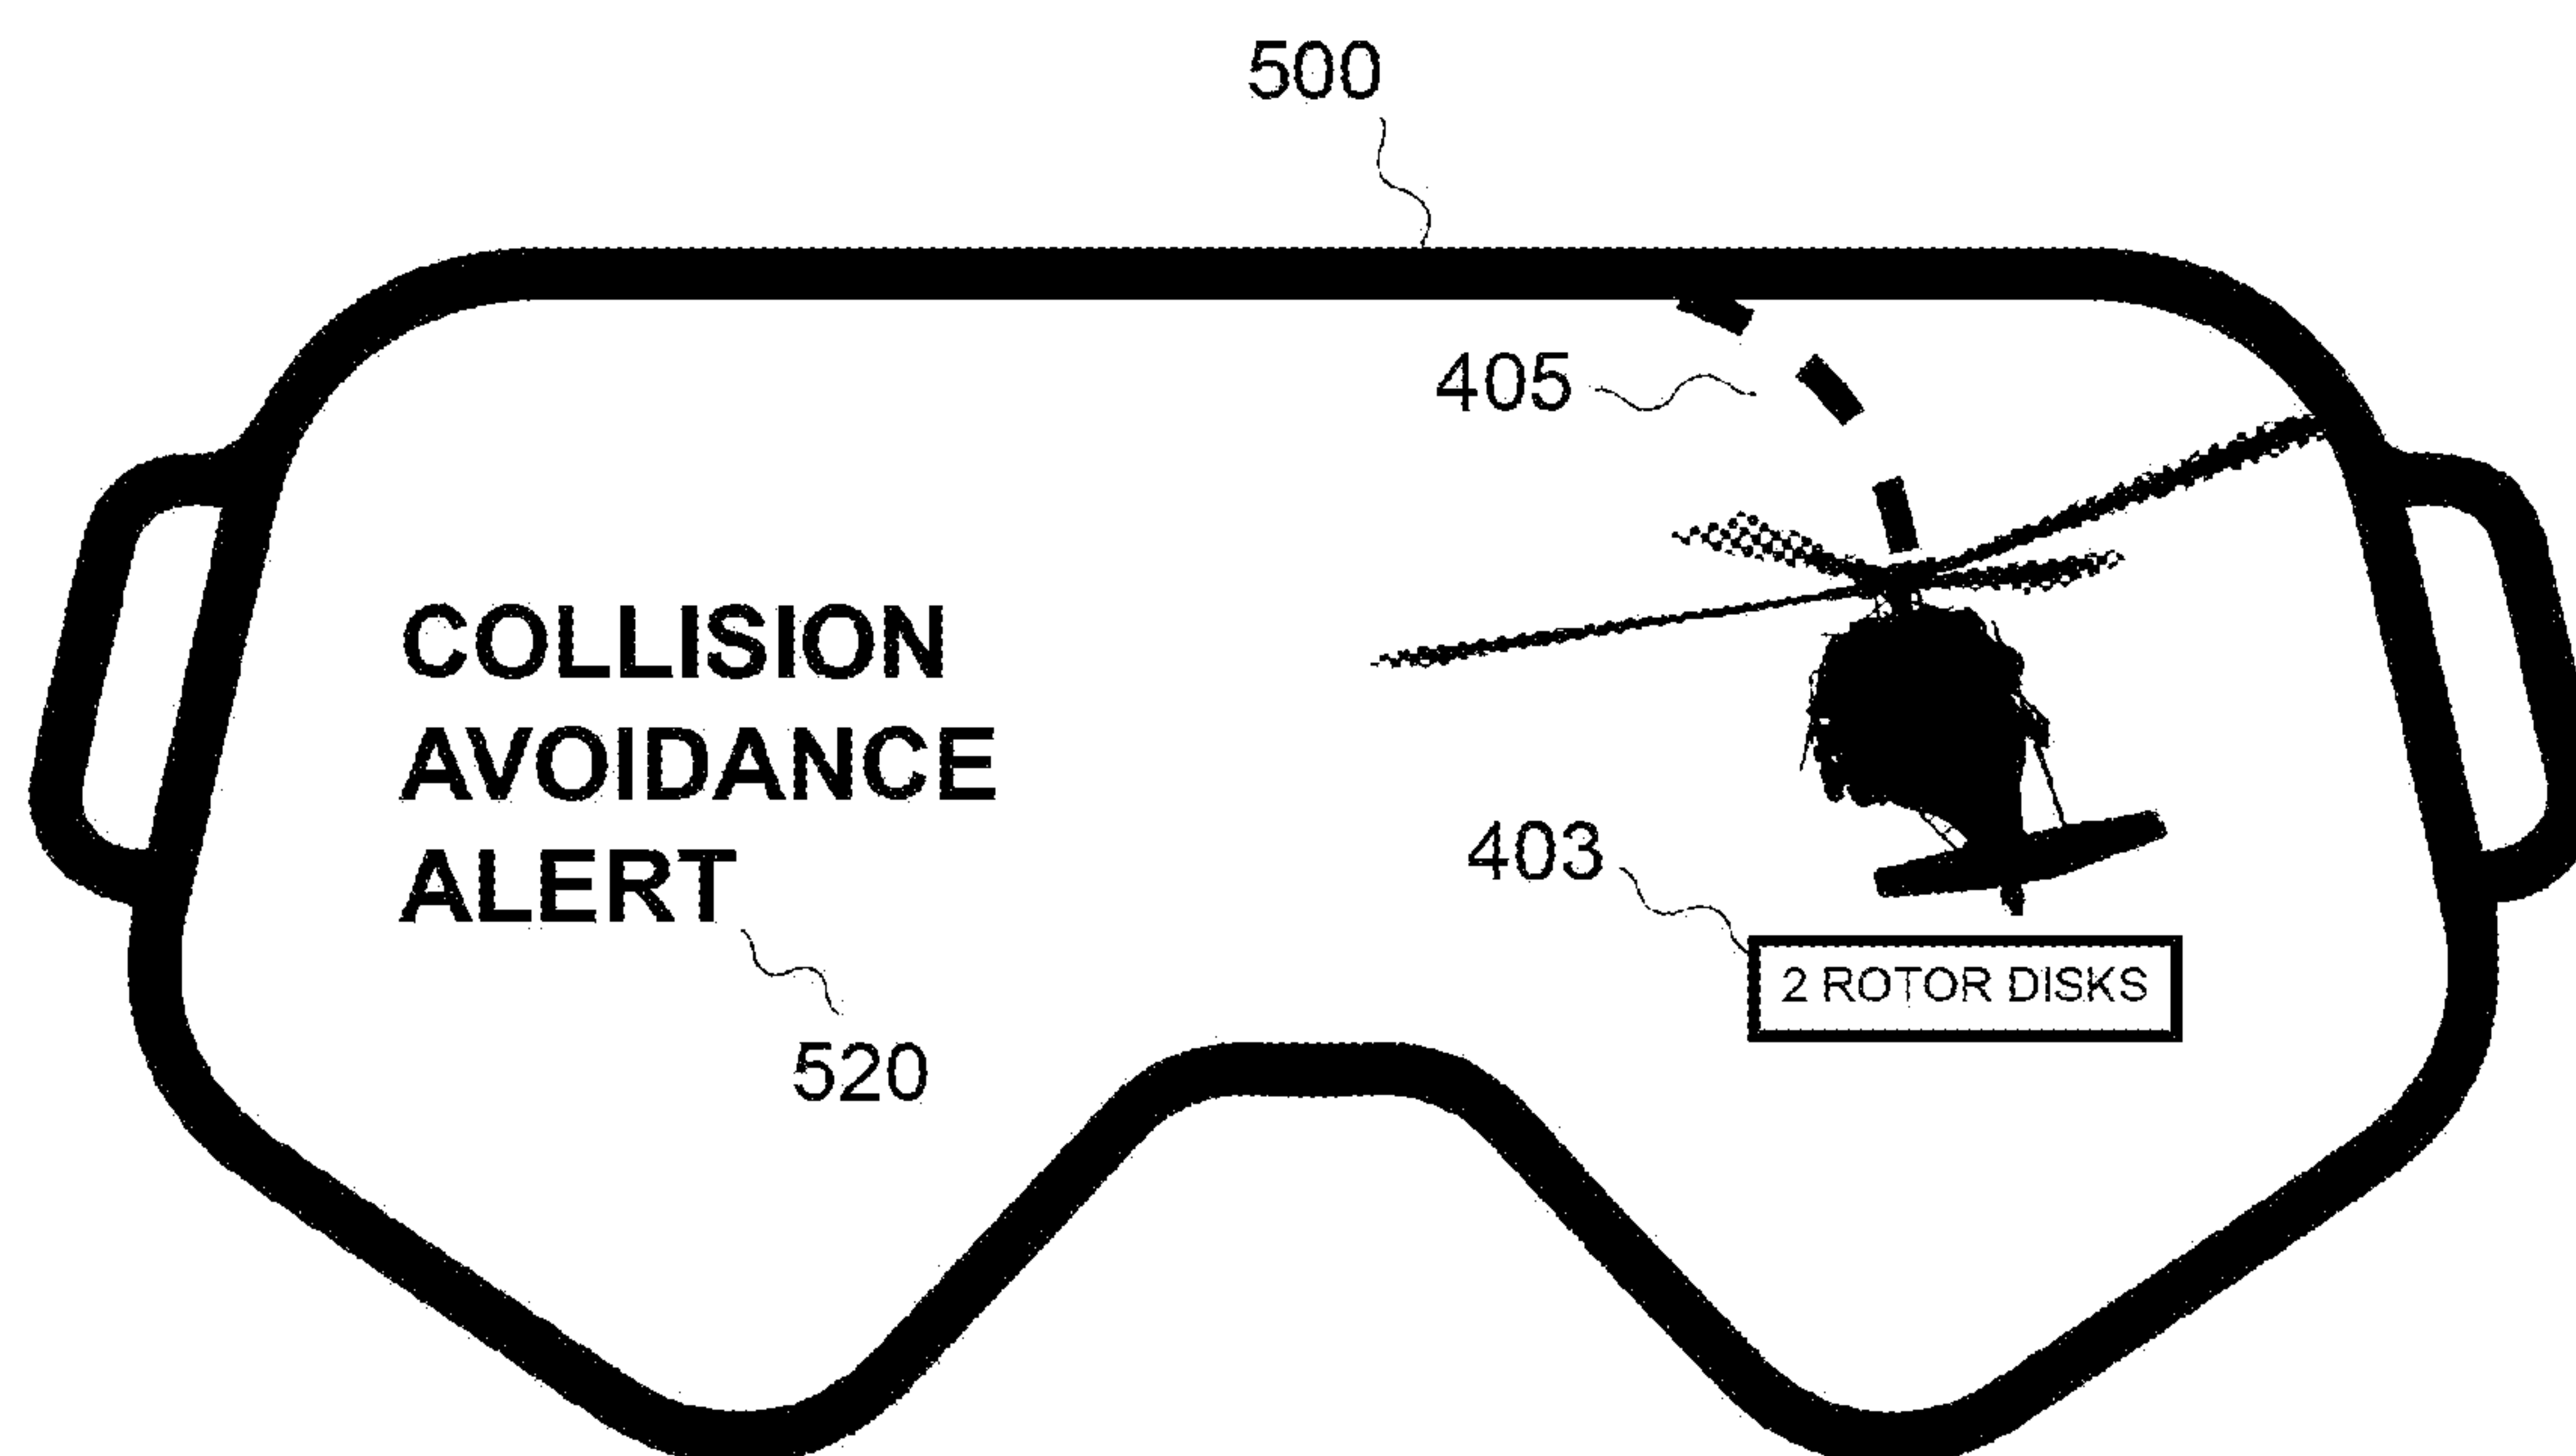 500
405
COLLISION
AVOIDANCE
ALERT
403
2 ROTOR DISKS
520